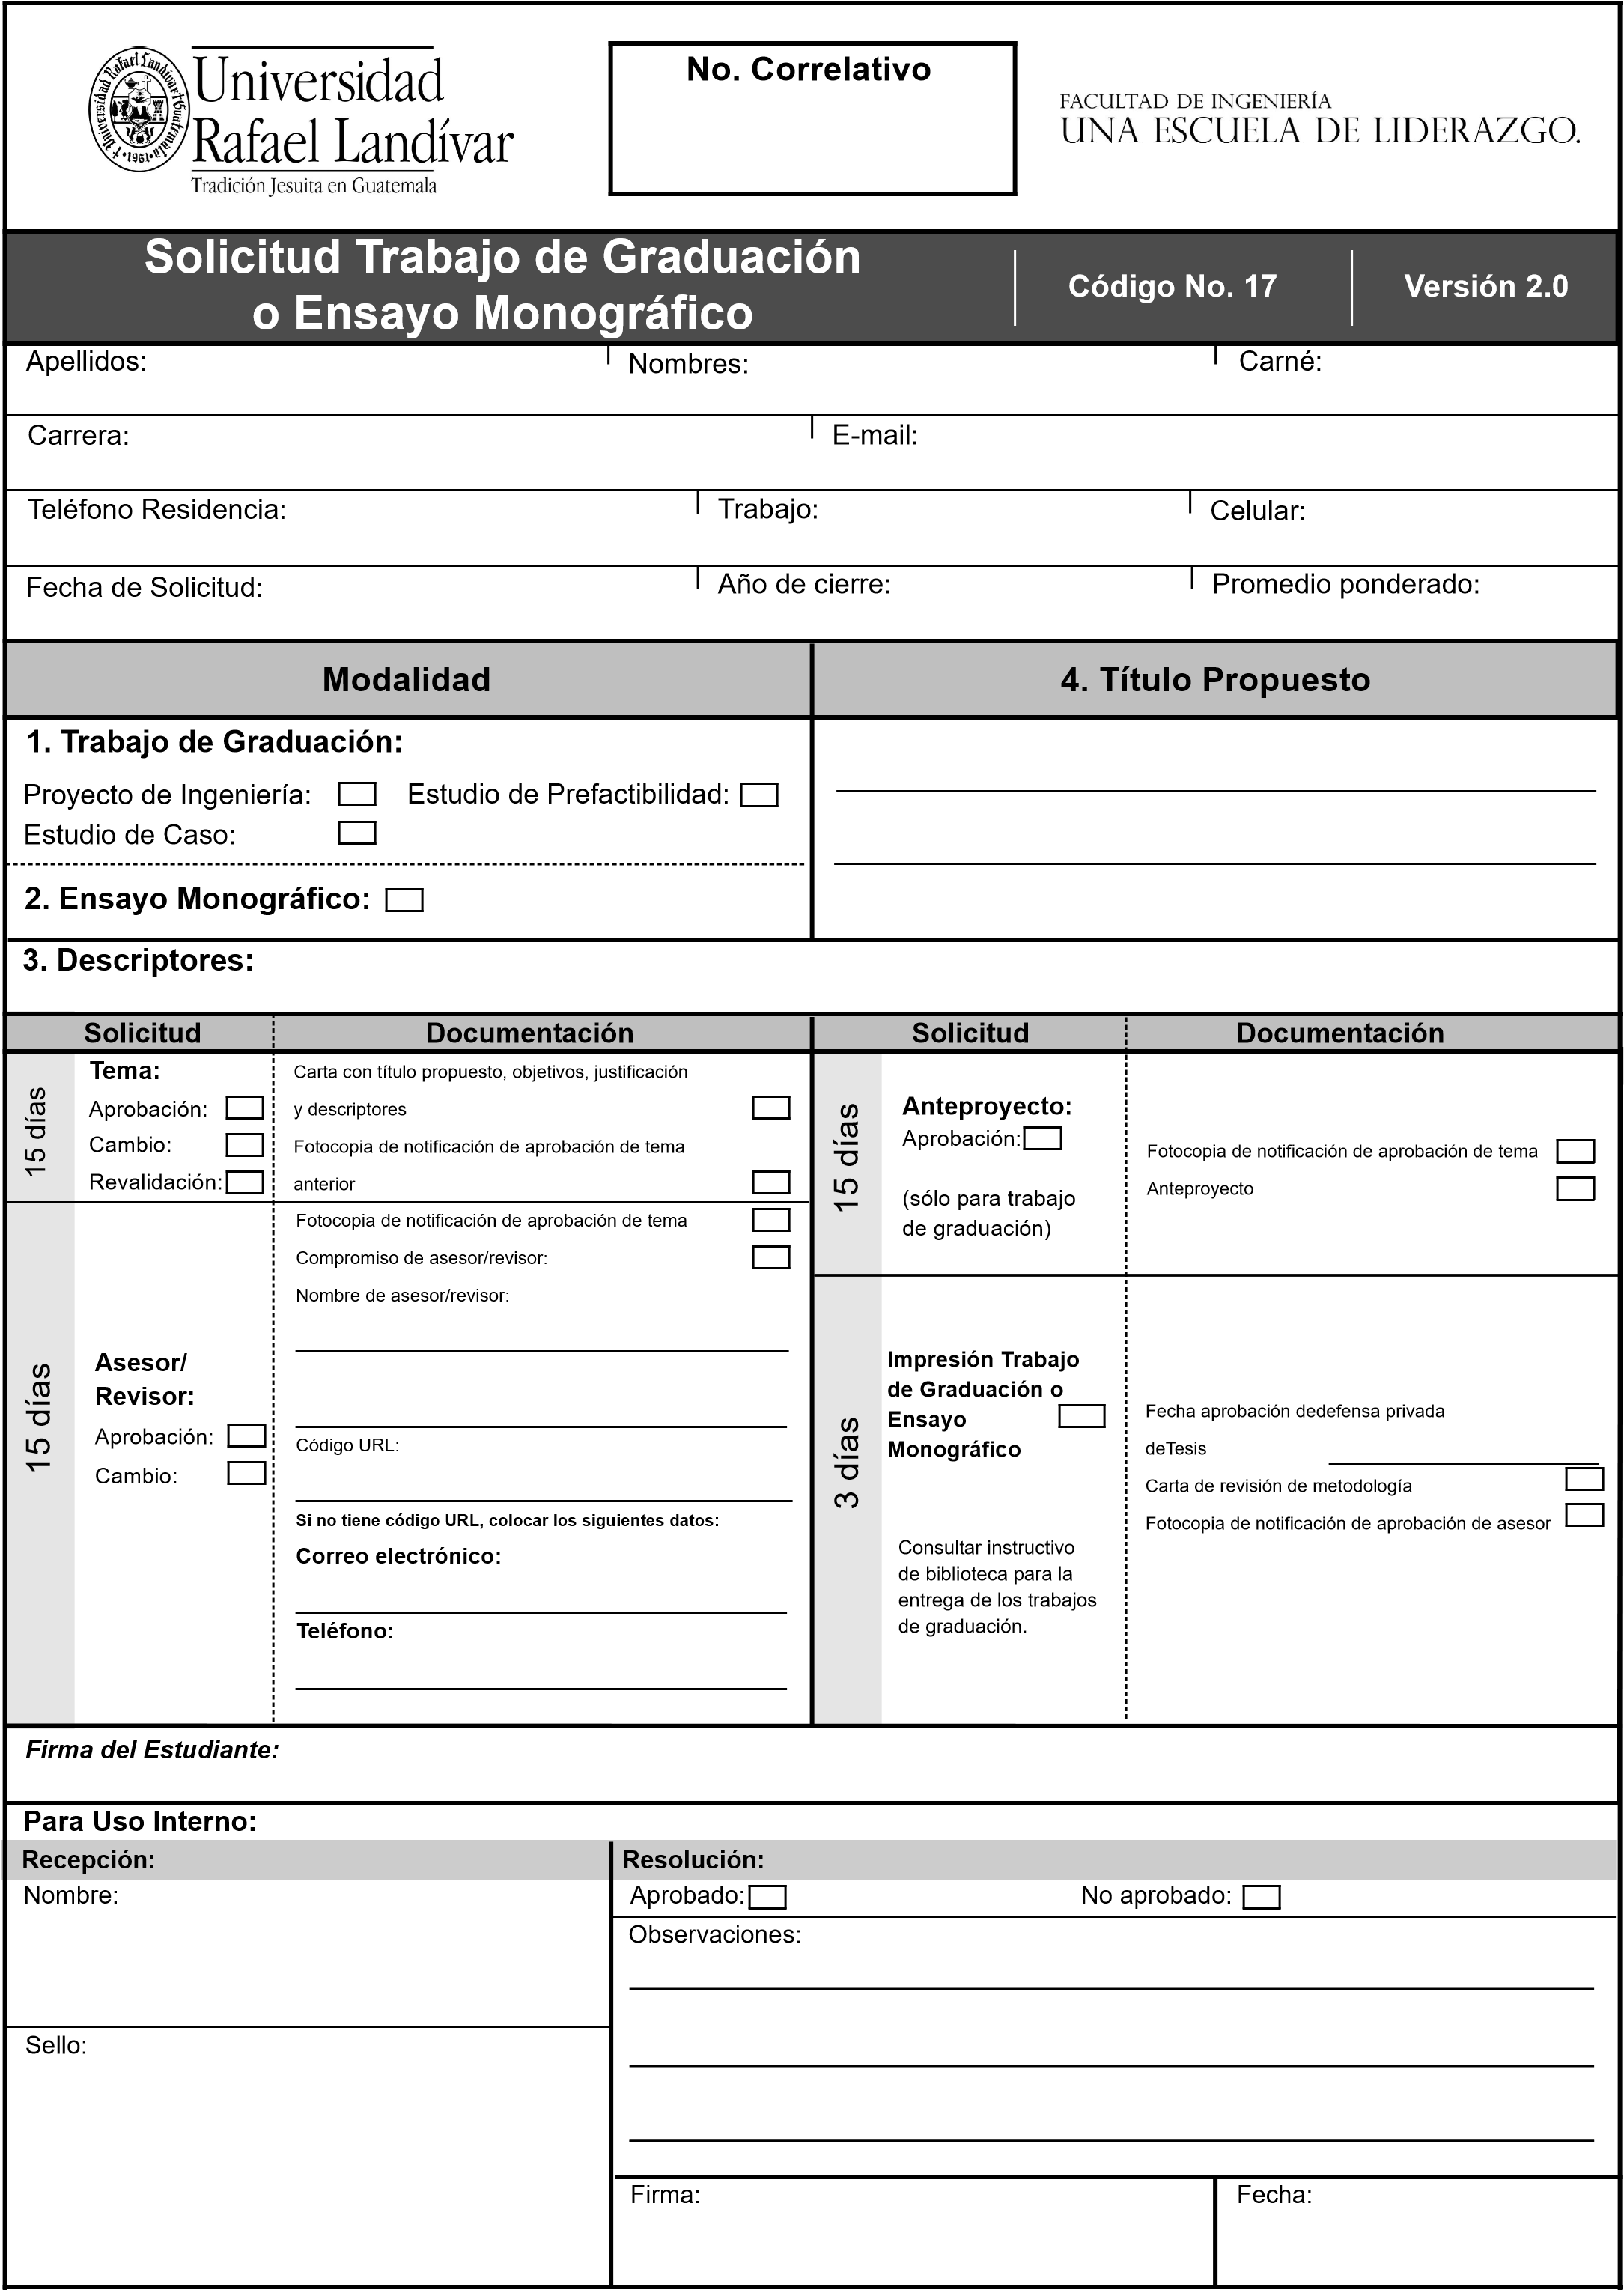 Universidad
Rafael Landívar
Tradición Jesuita en Guatemala
No. Correlativo
FACULTAD DE INGENIERÍA
UNA ESCUELA DE LIDERAZGO.
Solicitud Trabajo de Graduación
o Ensayo Monográfico
Código No. 17
Versión 2.0
Apellidos:
Nombres:
Carné:
Carrera:
E-mail:
Teléfono Residencia:
Trabajo:
Celular:
Fecha de Solicitud:
Año de cierre:
Promedio ponderado:
Modalidad
4. Título Propuesto
1. Trabajo de Graduación:
Proyecto de Ingeniería:
Estudio de Prefactibilidad:
Estudio de Caso:
2. Ensayo Monográfico:
3. Descriptores:
Solicitud
Documentación
15 días
Tema:
Aprobación:
Cambio:
Revalidación:
Carta con título propuesto, objetivos, justificación
y descriptores
Fotocopia de notificación de aprobación de tema
anterior
15 días
Asesor/
Revisor:
Aprobación:
Cambio:
Fotocopia de notificación de aprobación de tema
Compromiso de asesor/revisor:
Nombre de asesor/revisor:
Código URL:
Si no tiene código URL, colocar los siguientes datos:
Correo electrónico:
Teléfono:
Solicitud
Documentación
15 días
Anteproyecto:
Aprobación:
(sólo para trabajo
de graduación)
Fotocopia de notificación de aprobación de tema
Anteproyecto
3 días
Impresión Trabajo
de Graduación o
Ensayo
Monográfico
Consultar instructivo
de biblioteca para la
entrega de los trabajos
de graduación.
Fecha aprobación dedefensa privada
deTesis
Carta de revisión de metodología
Fotocopia de notificación de aprobación de asesor
Firma del Estudiante:
Para Uso Interno:
Recepción:
Nombre:
Sello:
Resolución:
Aprobado:
No aprobado:
Observaciones:
Firma:
Fecha: